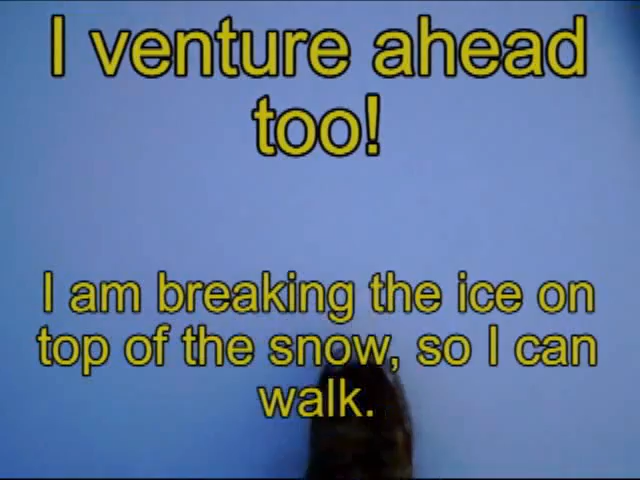 I venture ahead
too!
I am breaking the ice on
top of the snow, so I can
walk.